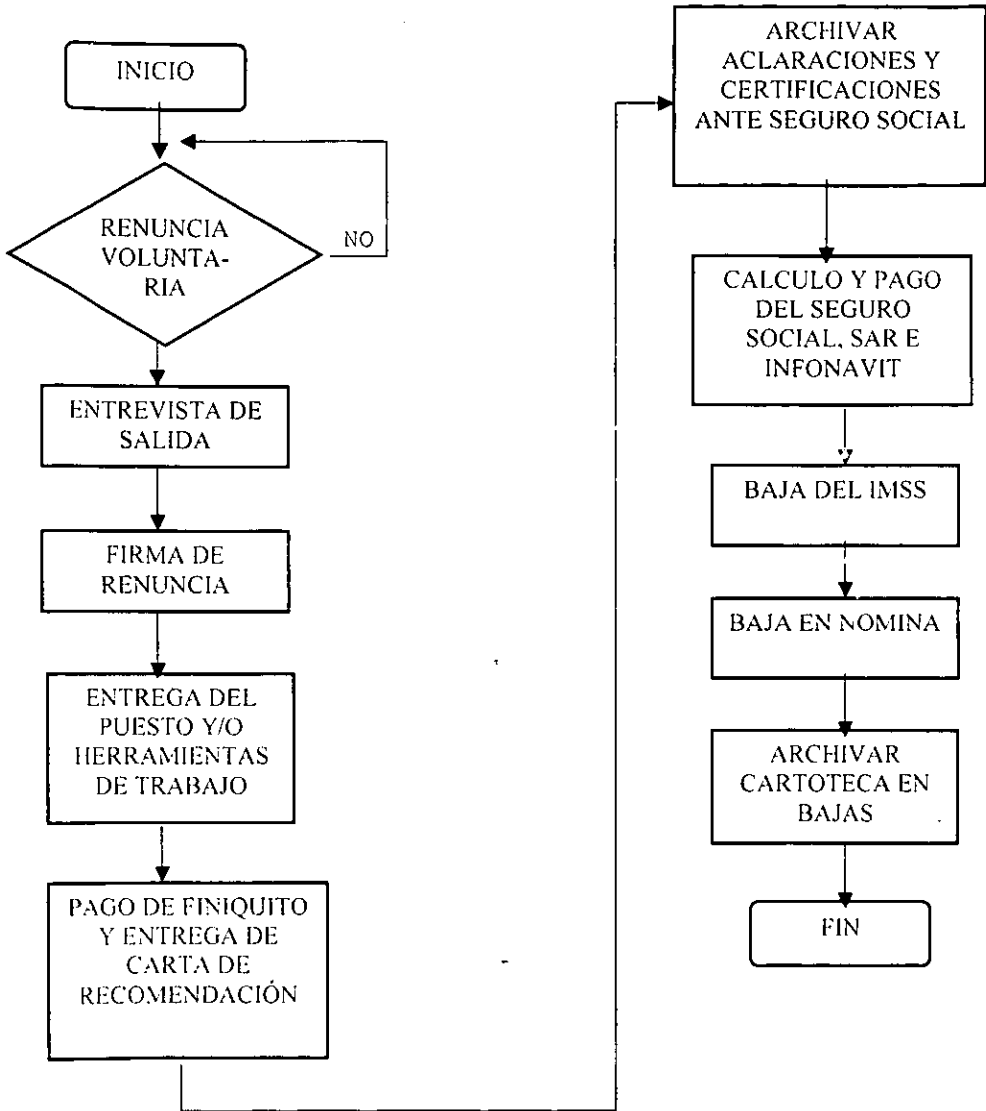 INICIO
RENUNCIA
VOLUNTA-
RIA
NO
ENTREVISTA DE
SALIDA
FIRMA DE
RENUNCIA
ENTREGA DEL
PUESTO Y/O
HERRAMIENTAS
DE TRABAJO
PAGO DE FINIQUITO
Y ENTREGA DE
CARTA DE
RECOMENDACIÓN
ARCHIVAR
ACLARACIONES Y
CERTIFICACIONES
ANTE SEGURO SOCIAL
CALCULO Y PAGO
DEL SEGURO
SOCIAL, SAR E
INFONAVIT
BAJA DEL IMSS
BAJA EN NOMINA
ARCHIVAR
CARTOTECA EN
BAJAS
FIN